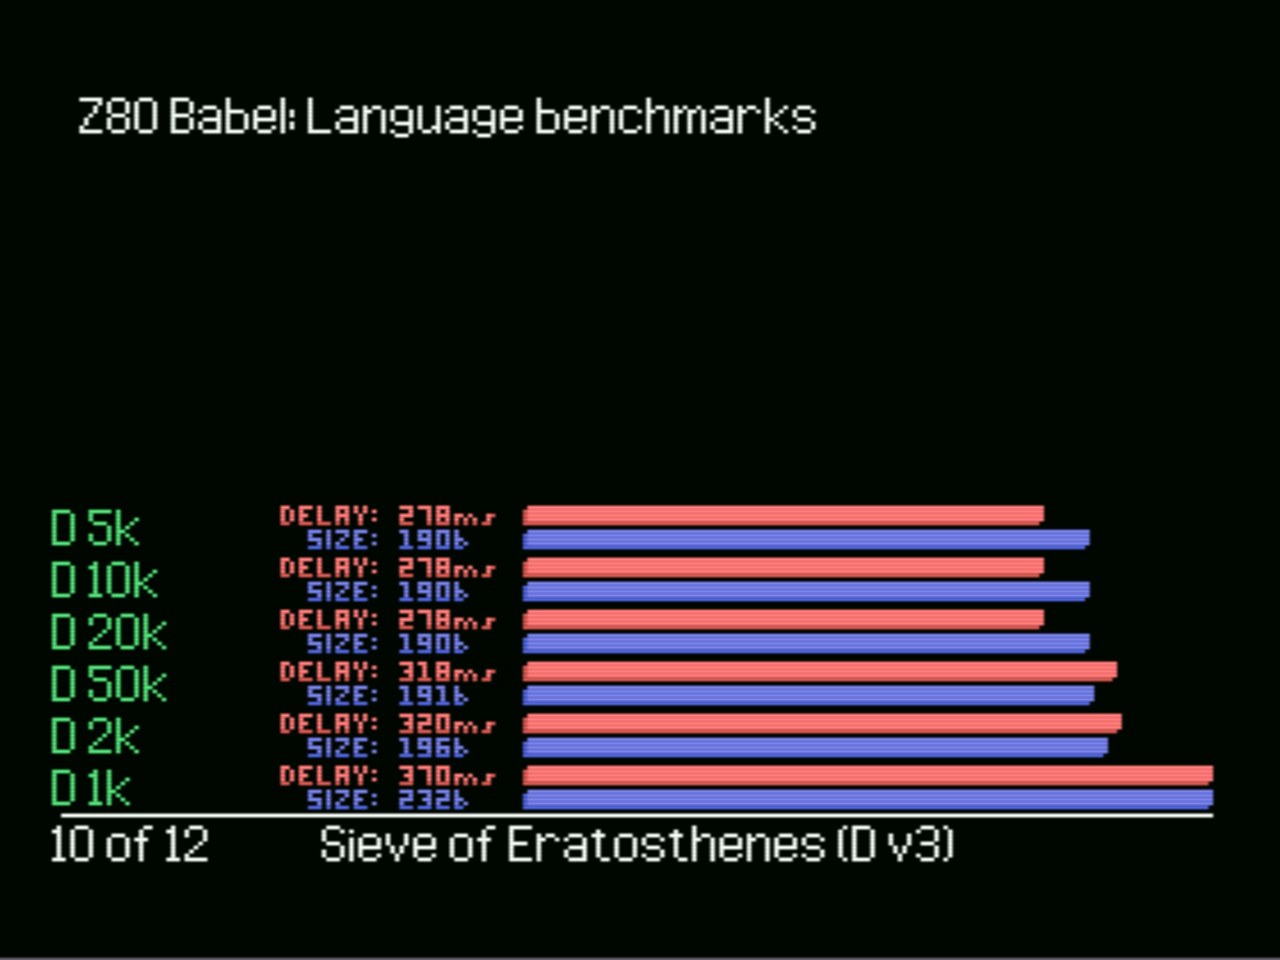 Z80 Babel: Language benchmarks
D 5k DELAY: 278ms
SIZE: 190b
D 10k DELAY: 278ms
SIZE: 190b
D 20k DELAY: 278ms
SIZE: 190b
D 50k DELAY: 318ms
SIZE: 191b
D 2k DELAY: 320ms
SIZE: 196b
D 1k DELAY: 370ms
SIZE: 232b
10 of 12 Sieve of Eratosthenes (D v3)